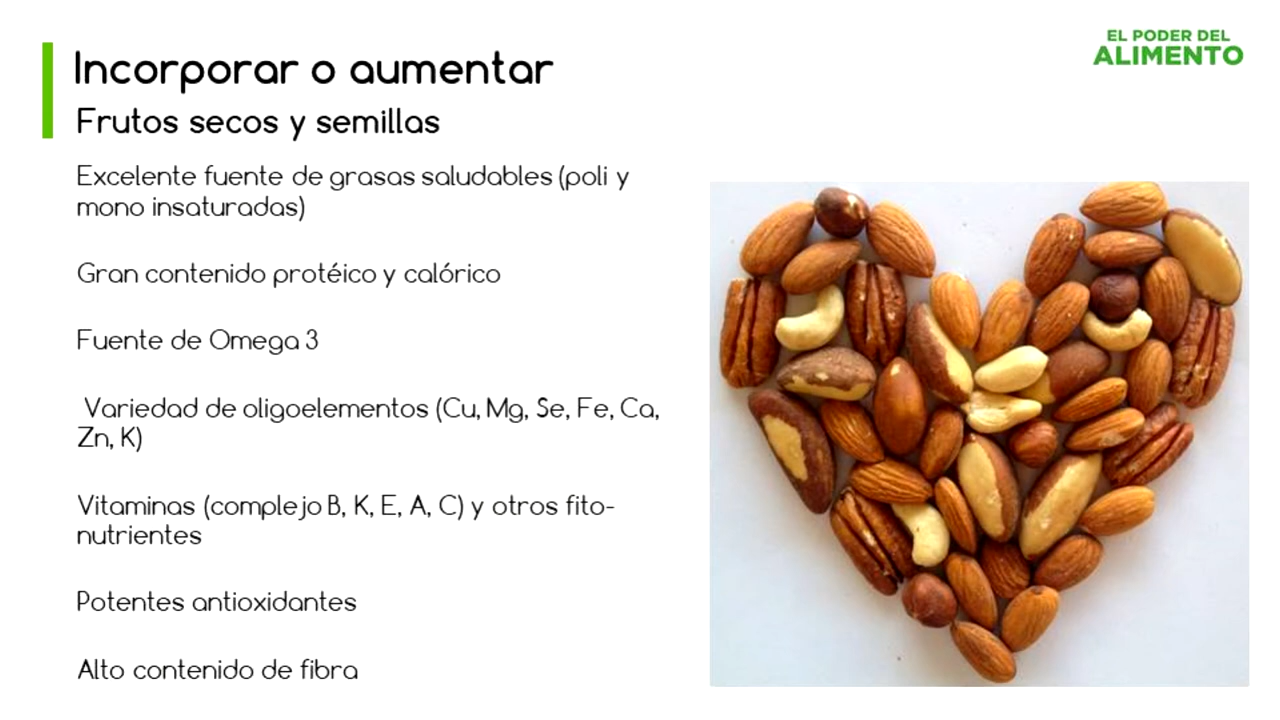 Incorporar o aumentar
EL PODER DEL
ALIMENTO
Frutos secos y semillas
Excelente fuente de grasas saludables (poli y
mono insaturadas)
Gran contenido protéico y calórico
Fuente de Omega 3
Variedad de oligoelementos (Cu, Mg, Se, Fe, Ca,
Zn, K)
Vitaminas (complejo B, K, E, A, C) y otros fito-
nutrientes
Potentes antioxidantes
Alto contenido de fibra